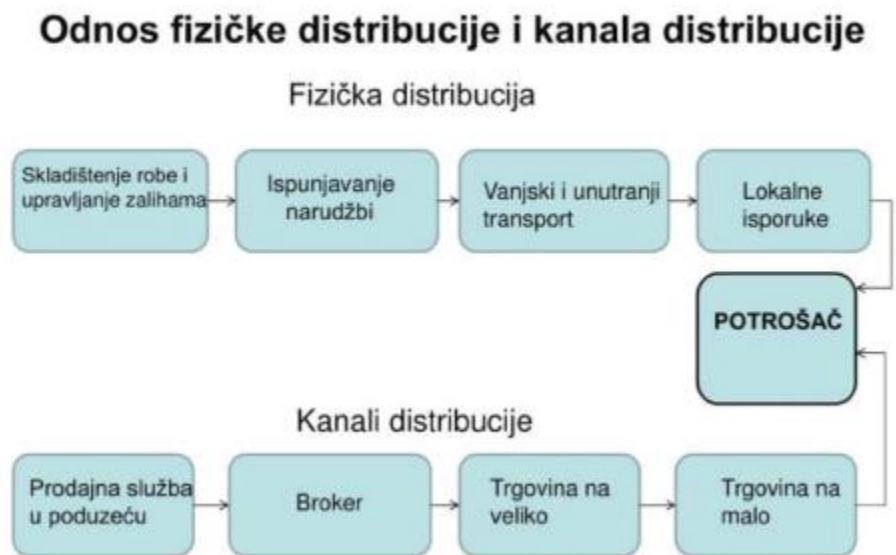 Odnos fizičke distribucije i kanala distribucije
Fizička distribucija
Skladištenje robe i
upravljanje zalihama
Ispunjavanje
narudžbi
Vanjski i unutranji
transport
Lokalne
isporuke
POTROŠAČ
Kanali distribucije
Prodajna služba
u poduzeću
Broker
Trgovina na
veliko
Trgovina na
malo